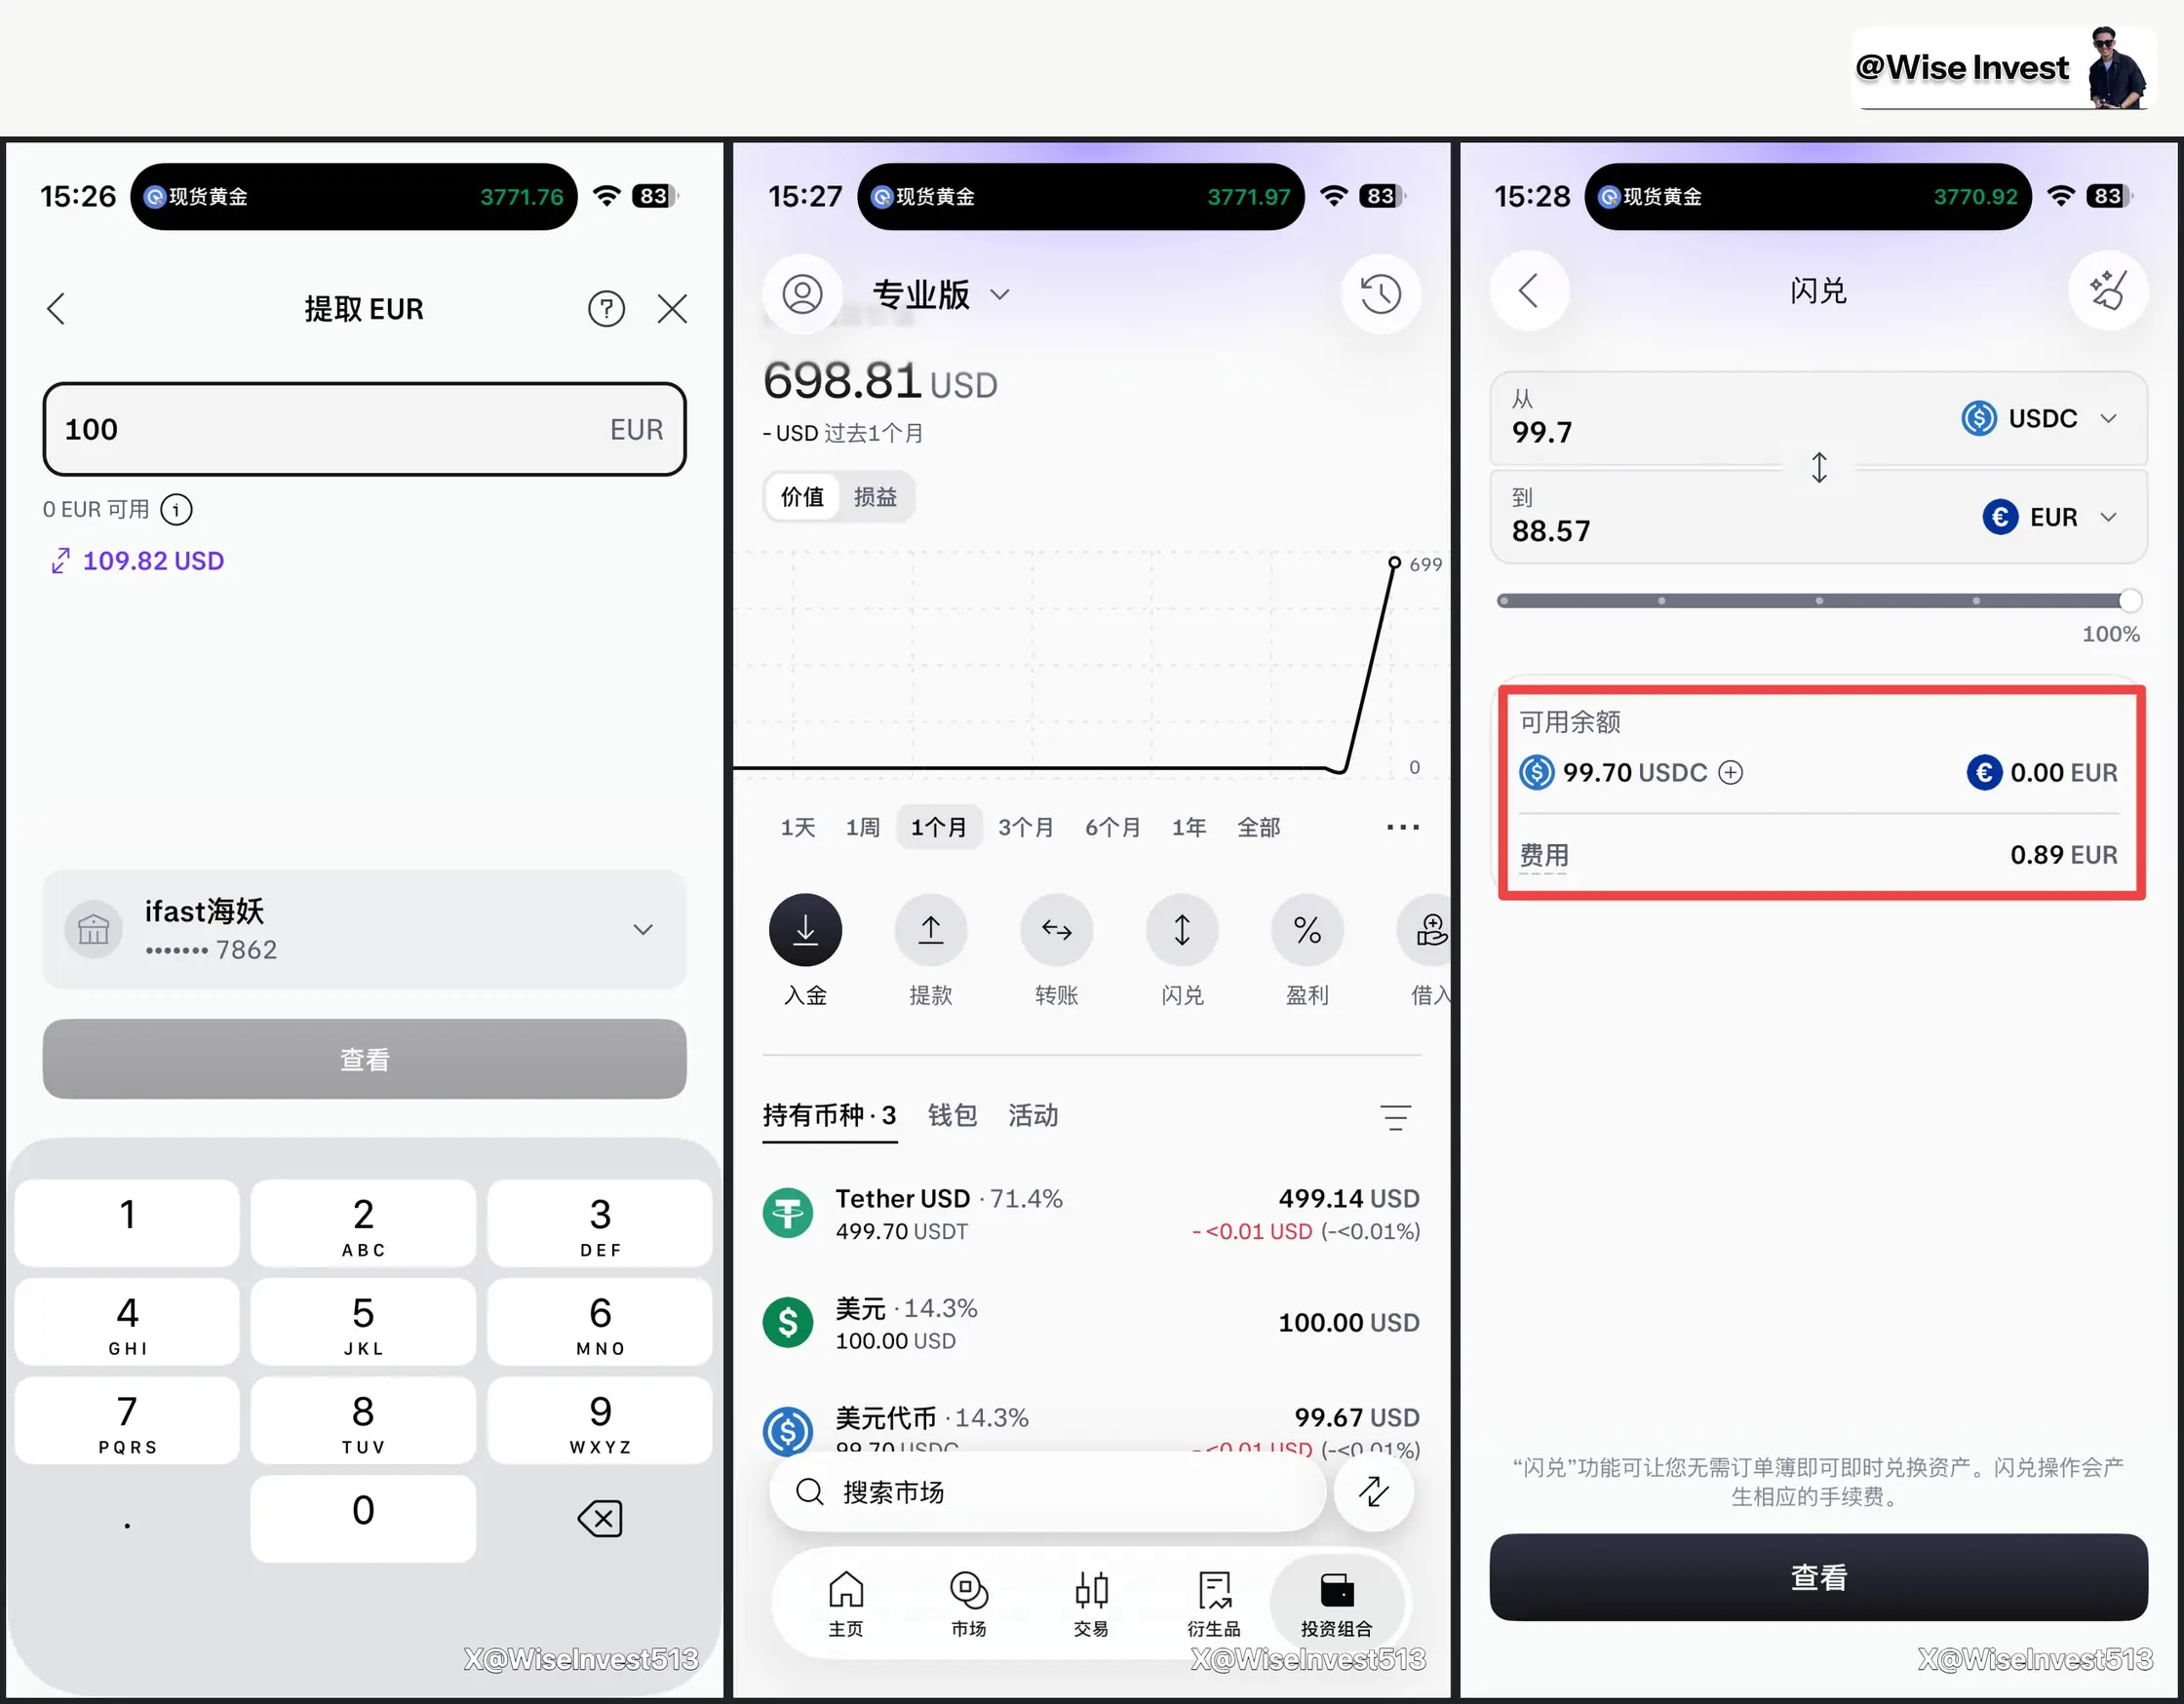 @Wise Invest
15:26
现货黄金
3771.76
83
提取 EUR
100
EUR
0 EUR 可用
109.82 USD
ifast海妖
••••••• 7862
查看
1
2
ABC
3
DEF
4
GHI
5
JKL
6
MNO
7
PQRS
8
TUV
9
WXYZ
.
0
X@WiseInvest513
15:27
现货黄金
3771.97
83
专业版
698.81 USD
- USD 过去1个月
价值
损益
699
0
1天
1周
1个月
3个月
6个月
1年
全部
入金
提款
转账
闪兑
盈利
借入
持有币种 · 3
钱包
活动
Tether USD · 71.4%
499.14 USD
499.70 USDT
- <0.01 USD (-<0.01%)
美元 · 14.3%
100.00 USD
100.00 USD
美元代币 · 14.3%
99.67 USD
99.70 USDC
- <0.01 USD (-<0.01%)
搜索市场
主页
市场
交易
衍生品
投资组合
X@WiseInvest513
15:28
现货黄金
3770.92
83
闪兑
从
99.7
USDC
到
88.57
EUR
100%
可用余额
99.70 USDC
0.00 EUR
费用
0.89 EUR
“闪兑”功能可让您无需订单簿即可即时兑换资产。闪兑操作会产
生相应的手续费。
查看
X@WiseInvest513